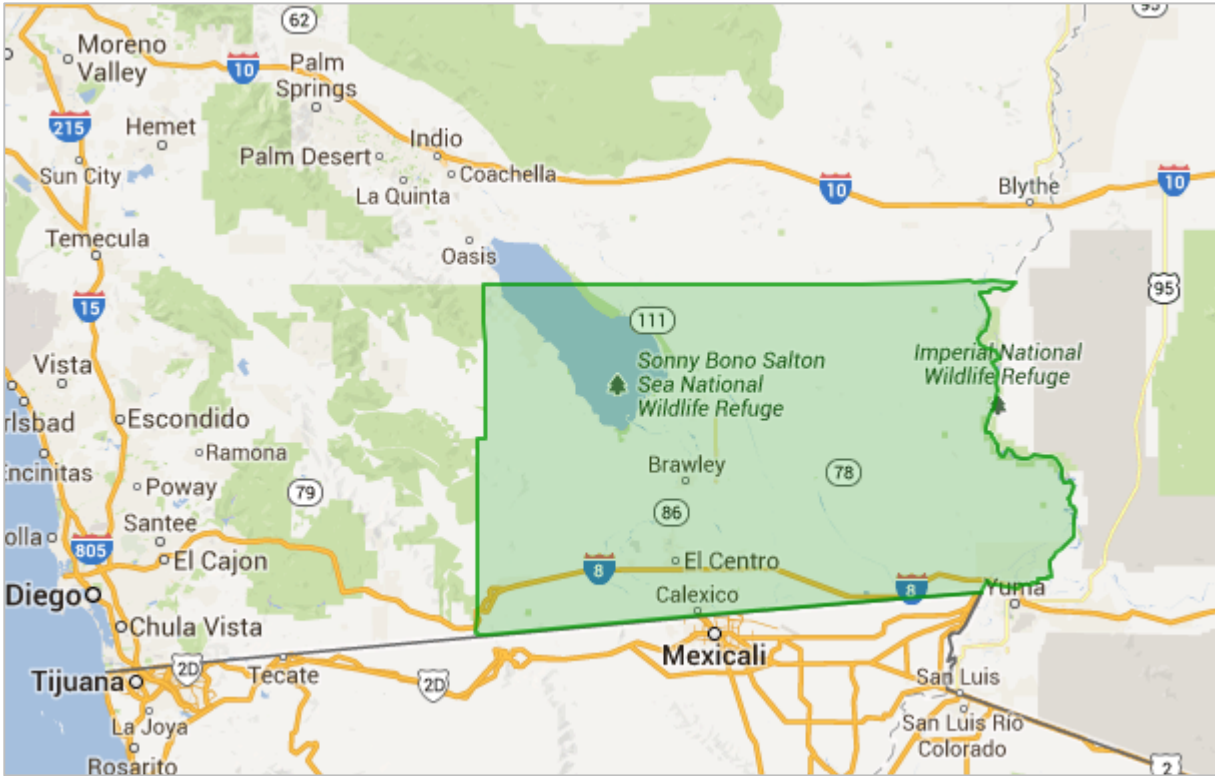 62
95
Moreno
Valley
10
Palm
Springs
215
Hemet
Indio
Palm Desert
Coachella
Sun City
La Quinta
10
Blythe
10
Temecula
Oasis
15
95
111
Vista
Sonny Bono Salton
Sea National
Wildlife Refuge
Imperial National
Wildlife Refuge
rlsbad
Escondido
Ramona
Encinitas
Poway
79
Brawley
78
86
Santee
olla
805
El Cajon
El Centro
8
8
Diego
Calexico
Yuma
Chula Vista
Mexicali
2D
Tecate
2D
Tijuana
San Luis
La Joya
San Luis Río
Colorado
Rosarito
2